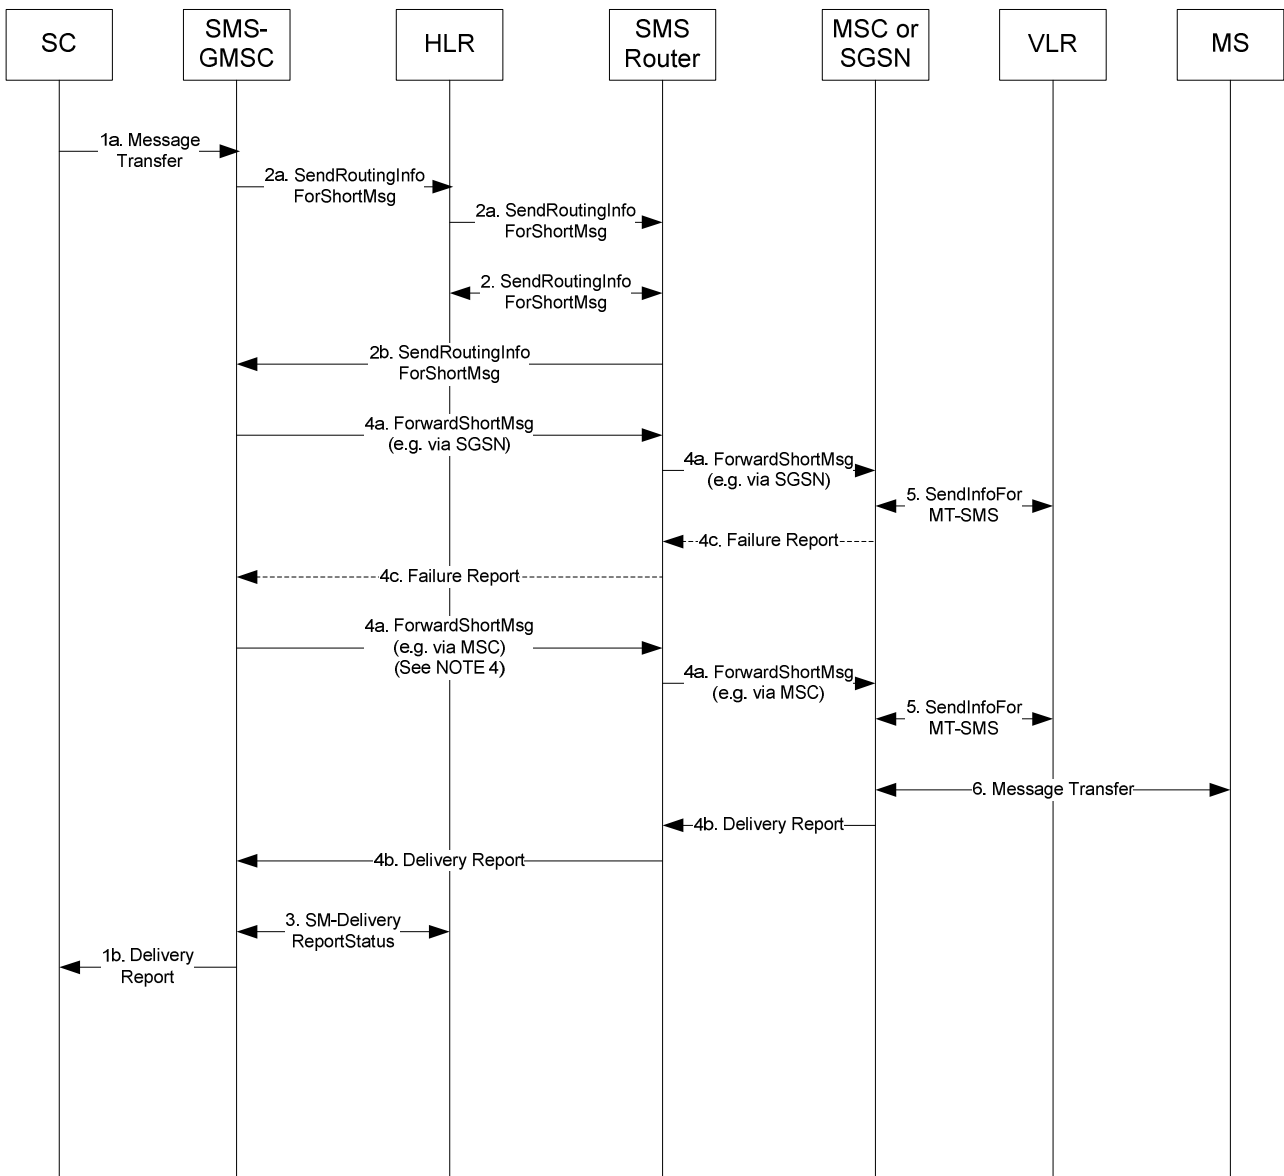 SC
SMS-
GMSC
HLR
SMS
Router
MSC or
SGSN
VLR
MS
1a. Message
Transfer
2a. SendRoutingInfo
ForShortMsg
2a. SendRoutingInfo
ForShortMsg
2. SendRoutingInfo
ForShortMsg
2b. SendRoutingInfo
ForShortMsg
4a. ForwardShortMsg
(e.g. via SGSN)
4a. ForwardShortMsg
(e.g. via SGSN)
5. SendInfoFor
MT-SMS
4c. Failure Report
4c. Failure Report
4a. ForwardShortMsg
(e.g. via MSC)
(See NOTE 4)
4a. ForwardShortMsg
(e.g. via MSC)
5. SendInfoFor
MT-SMS
6. Message Transfer
4b. Delivery Report
4b. Delivery Report
3. SM-Delivery
ReportStatus
1b. Delivery
Report